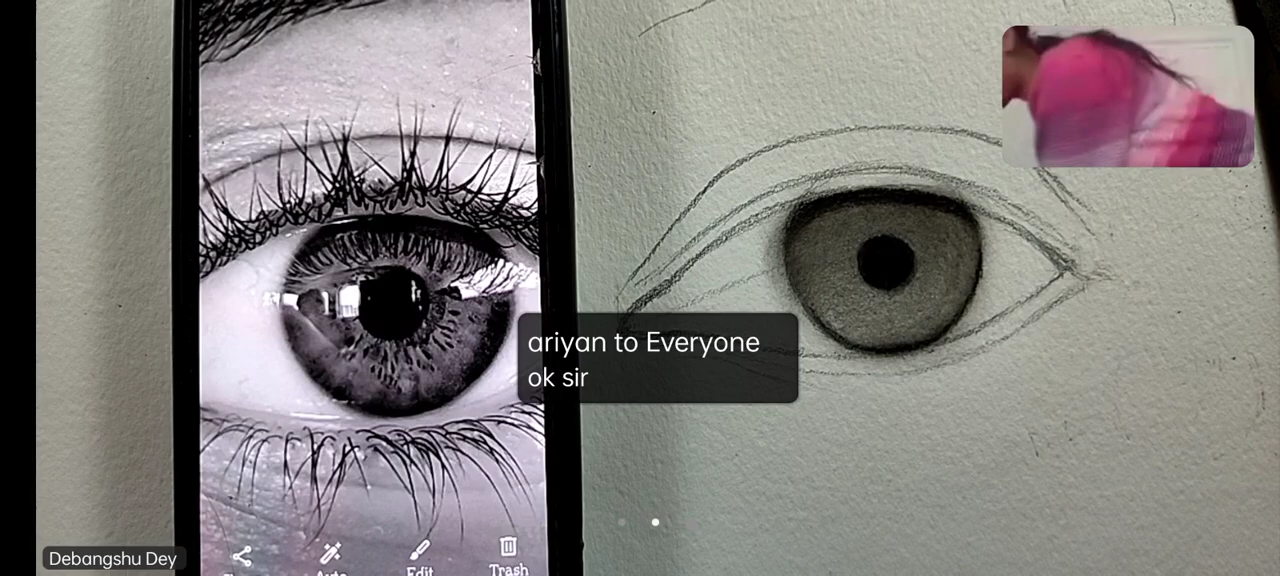 ariyan to Everyone
ok sir
Debangshu Dey
Edit
Trash